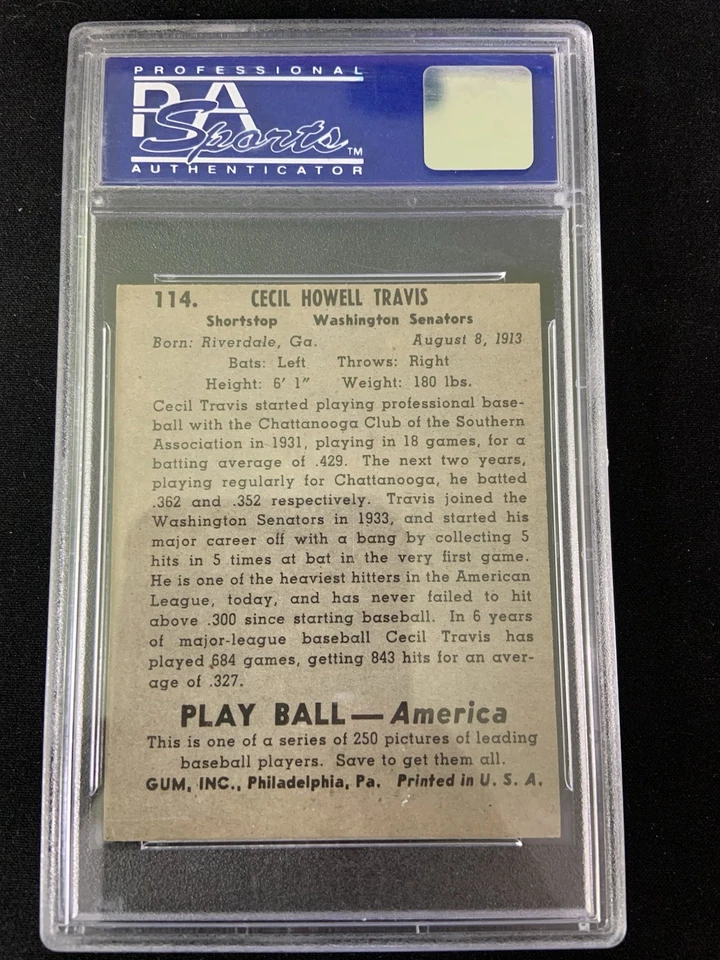 PROFESSIONAL
PSA
Sports™
AUTHENTICATOR
114. CECIL HOWELL TRAVIS
Shortstop Washington Senators
Born: Riverdale, Ga. August 8, 1913
Bats: Left Throws: Right
Height: 6' 1" Weight: 180 lbs.
Cecil Travis started playing professional base-
ball with the Chattanooga Club of the Southern
Association in 1931, playing in 18 games, for a
batting average of .429. The next two years,
playing regularly for Chattanooga, he batted
.362 and .352 respectively. Travis joined the
Washington Senators in 1933, and started his
major career off with a bang by collecting 5
hits in 5 times at bat in the very first game.
He is one of the heaviest hitters in the American
League, today, and has never failed to hit
above .300 since starting baseball. In 6 years
of major-league baseball Cecil Travis has
played 684 games, getting 843 hits for an aver-
age of .327.
PLAY BALL—America
This is one of a series of 250 pictures of leading
baseball players. Save to get them all.
GUM, INC., Philadelphia, Pa. Printed in U. S. A.